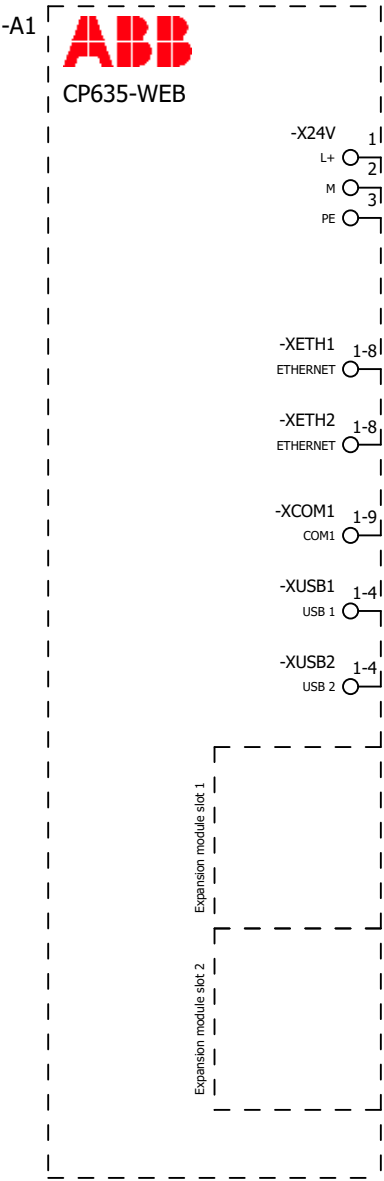 -A1
ABB
CP635-WEB
-X24V 1
L+
2
M
3
PE
-XETH1 1-8
ETHERNET
-XETH2 1-8
ETHERNET
-XCOM1 1-9
COM1
-XUSB1 1-4
USB 1
-XUSB2 1-4
USB 2
Expansion module slot 1
Expansion module slot 2